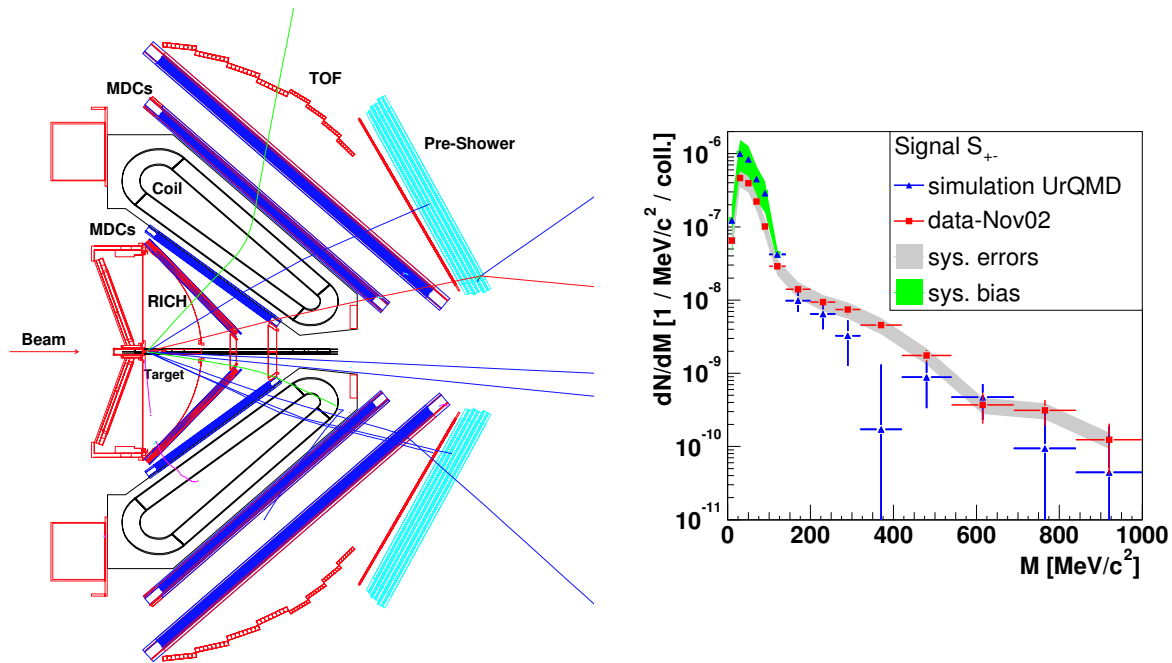 MDCs
TOF
Pre-Shower
Coil
MDCs
RICH
Beam
Target
Signal S₊₋
simulation UrQMD
data-Nov02
sys. errors
sys. bias
dN/dM [1 / MeV/c² / coll.]
10⁻⁶
10⁻⁷
10⁻⁸
10⁻⁹
10⁻¹⁰
10⁻¹¹
0 200 400 600 800 1000
M [MeV/c²]